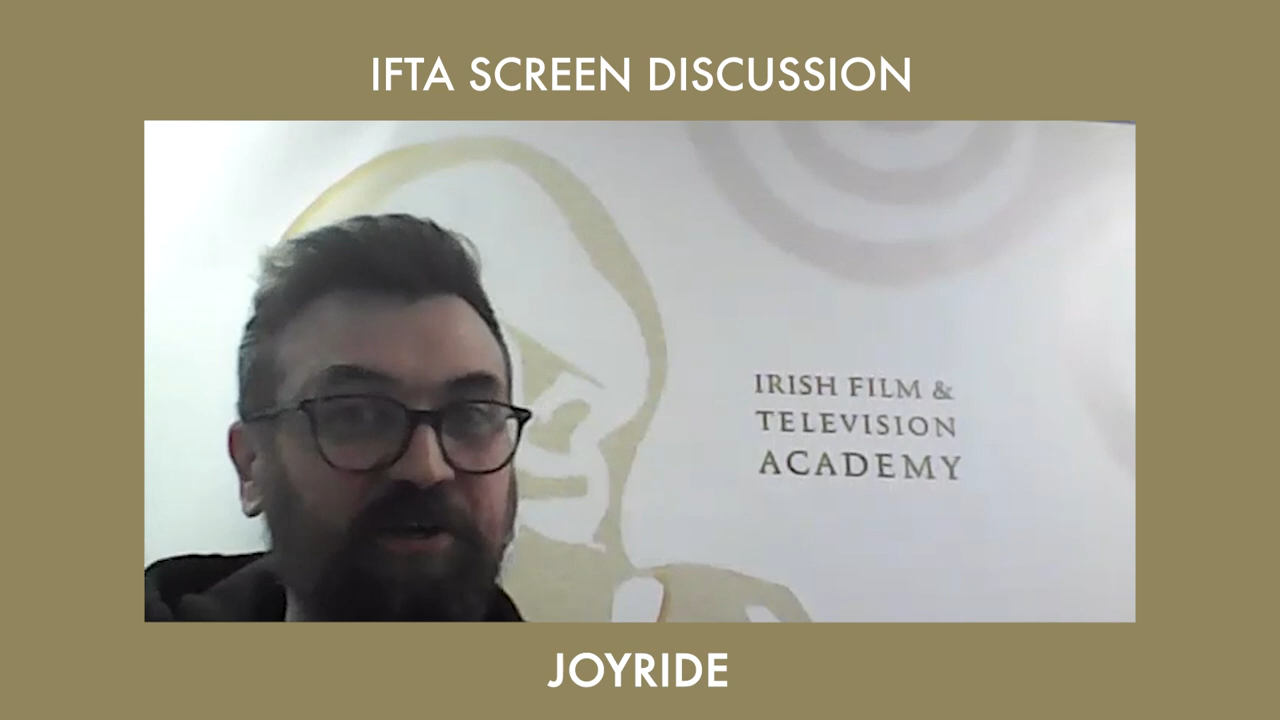 IFTA SCREEN DISCUSSION
IRISH FILM &
TELEVISION
ACADEMY
JOYRIDE